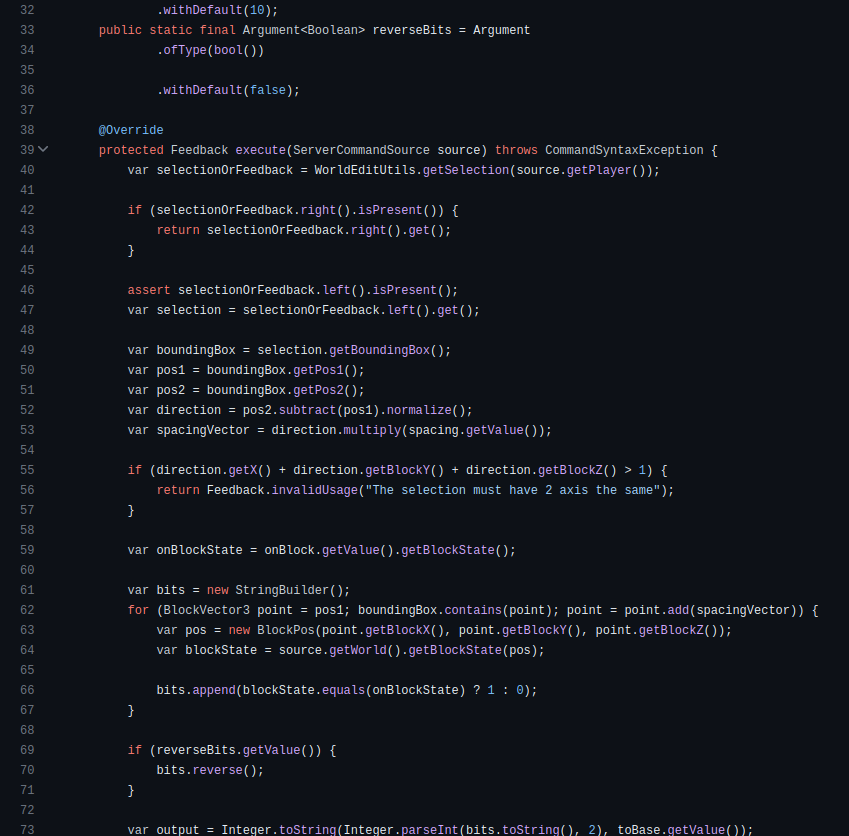 32                 .withDefault(10);
33         public static final Argument<Boolean> reverseBits = Argument
34                 .ofType(bool())
35
36                 .withDefault(false);
37
38         @Override
39         protected Feedback execute(ServerCommandSource source) throws CommandSyntaxException {
40             var selectionOrFeedback = WorldEditUtils.getSelection(source.getPlayer());
41
42             if (selectionOrFeedback.right().isPresent()) {
43                 return selectionOrFeedback.right().get();
44             }
45
46             assert selectionOrFeedback.left().isPresent();
47             var selection = selectionOrFeedback.left().get();
48
49             var boundingBox = selection.getBoundingBox();
50             var pos1 = boundingBox.getPos1();
51             var pos2 = boundingBox.getPos2();
52             var direction = pos2.subtract(pos1).normalize();
53             var spacingVector = direction.multiply(spacing.getValue());
54
55             if (direction.getX() + direction.getBlockY() + direction.getBlockZ() > 1) {
56                 return Feedback.invalidUsage("The selection must have 2 axis the same");
57             }
58
59             var onBlockState = onBlock.getValue().getBlockState();
60
61             var bits = new StringBuilder();
62             for (BlockVector3 point = pos1; boundingBox.contains(point); point = point.add(spacingVector)) {
63                 var pos = new BlockPos(point.getBlockX(), point.getBlockY(), point.getBlockZ());
64                 var blockState = source.getWorld().getBlockState(pos);
65
66                 bits.append(blockState.equals(onBlockState) ? 1 : 0);
67             }
68
69             if (reverseBits.getValue()) {
70                 bits.reverse();
71             }
72
73             var output = Integer.toString(Integer.parseInt(bits.toString(), 2), toBase.getValue());